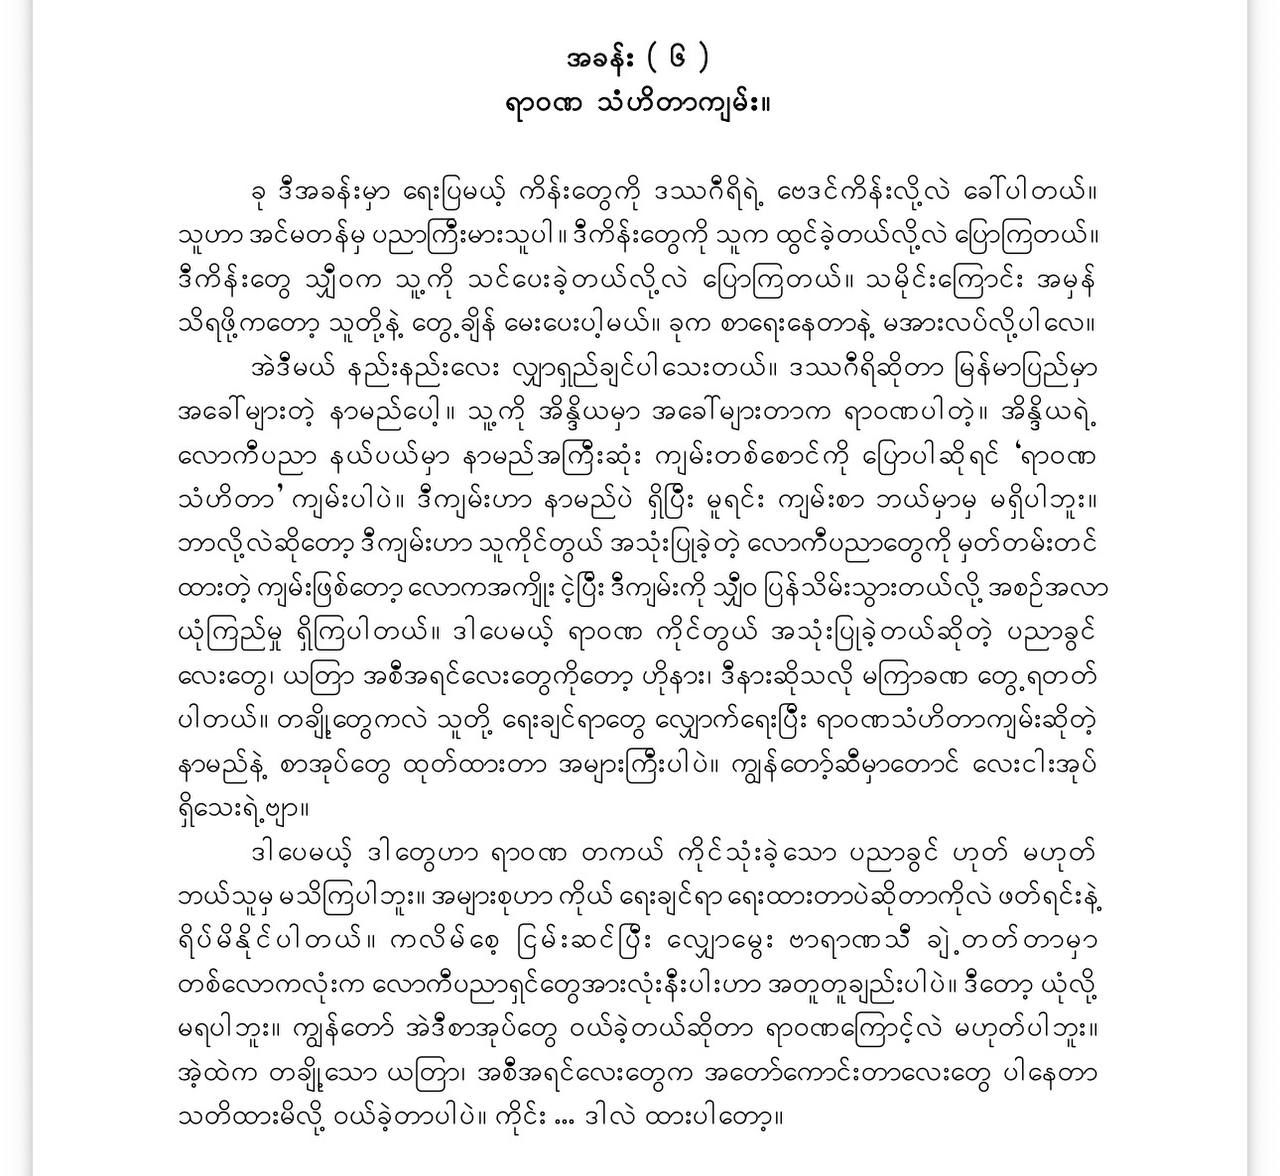 အခန်း ( ၆ )
ရာဝဏ သံဟိတာကျမ်း။
ခု ဒီအခန်းမှာ ရေးပြမယ့် ကိန်းတွေကို ဒဿဂီရိရဲ့ ဗေဒင်ကိန်းလို့လဲ ခေါ်ပါတယ်။
သူဟာ အင်မတန်မှ ပညာကြီးမားသူပါ။ ဒီကိန်းတွေကို သူက ထွင်ခဲ့တယ်လို့လဲ ပြောကြတယ်။
ဒီကိန်းတွေ သျှီဝက သူ့ကို သင်ပေးခဲ့တယ်လို့လဲ ပြောကြတယ်။ သမိုင်းကြောင်း အမှန်
သိရဖို့ကတော့ သူတို့နဲ့ တွေ့ချိန် မေးပေးပါ့မယ်။ ခုက စာရေးနေတာနဲ့ မအားလပ်လို့ပါလေ။
အဲဒီမယ် နည်းနည်းလေး လျှာရှည်ချင်ပါသေးတယ်။ ဒဿဂီရိဆိုတာ မြန်မာပြည်မှာ
အခေါ်များတဲ့ နာမည်ပေါ့။ သူ့ကို အိန္ဒိယမှာ အခေါ်များတာက ရာဝဏပါတဲ့။ အိန္ဒိယရဲ့
လောကီပညာ နယ်ပယ်မှာ နာမည်အကြီးဆုံး ကျမ်းတစ်စောင်ကို ပြောပါဆိုရင် ‘ရာဝဏ
သံဟိတာ’ ကျမ်းပါပဲ။ ဒီကျမ်းဟာ နာမည်ပဲ ရှိပြီး မူရင်း ကျမ်းစာ ဘယ်မှာမှ မရှိပါဘူး။
ဘာလို့လဲဆိုတော့ ဒီကျမ်းဟာ သူကိုင်တွယ် အသုံးပြုခဲ့တဲ့ လောကီပညာတွေကို မှတ်တမ်းတင်
ထားတဲ့ ကျမ်းဖြစ်တော့ လောကအကျိုး ငဲ့ပြီး ဒီကျမ်းကို သျှီဝ ပြန်သိမ်းသွားတယ်လို့ အစဉ်အလာ
ယုံကြည်မှု ရှိကြပါတယ်။ ဒါပေမယ့် ရာဝဏ ကိုင်တွယ် အသုံးပြုခဲ့တယ်ဆိုတဲ့ ပညာခွင်
လေးတွေ၊ ယတြာ အစီအရင်လေးတွေကိုတော့ ဟိုနား၊ ဒီနားဆိုသလို မကြာခဏ တွေ့ရတတ်
ပါတယ်။ တချို့တွေကလဲ သူတို့ ရေးချင်ရာတွေ လျှောက်ရေးပြီး ရာဝဏသံဟိတာကျမ်းဆိုတဲ့
နာမည်နဲ့ စာအုပ်တွေ ထုတ်ထားတာ အများကြီးပါပဲ။ ကျွန်တော့်ဆီမှာတောင် လေးငါးအုပ်
ရှိသေးရဲ့ဗျာ။
ဒါပေမယ့် ဒါတွေဟာ ရာဝဏ တကယ် ကိုင်သုံးခဲ့သော ပညာခွင် ဟုတ် မဟုတ်
ဘယ်သူမှ မသိကြပါဘူး။ အများစုဟာ ကိုယ် ရေးချင်ရာ ရေးထားတာပဲဆိုတာကိုလဲ ဖတ်ရင်းနဲ့
ရိပ်မိနိုင်ပါတယ်။ ကလိမ်စေ့ ငြမ်းဆင်ပြီး လျှောမွေး ဗာရာဏသီ ချဲ့တတ်တာမှာ
တစ်လောကလုံးက လောကီပညာရှင်တွေအားလုံးနီးပါးဟာ အတူတူချည်းပါပဲ။ ဒီတော့ ယုံလို့
မရပါဘူး။ ကျွန်တော် အဲဒီစာအုပ်တွေ ဝယ်ခဲ့တယ်ဆိုတာ ရာဝဏကြောင့်လဲ မဟုတ်ပါဘူး။
အဲ့ထဲက တချို့သော ယတြာ၊ အစီအရင်လေးတွေက အတော်ကောင်းတာလေးတွေ ပါနေတာ
သတိထားမိလို့ ဝယ်ခဲ့တာပါပဲ။ ကိုင်း ... ဒါလဲ ထားပါတော့။